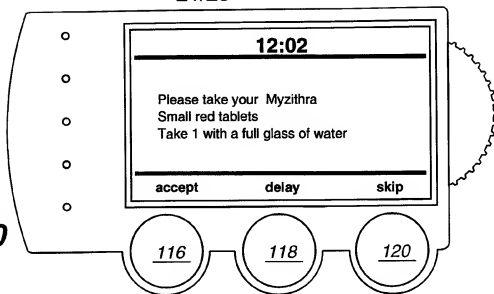 12:02
Please take your Myzithra
Small red tablets
Take 1 with a full glass of water
accept delay skip
116 118 120